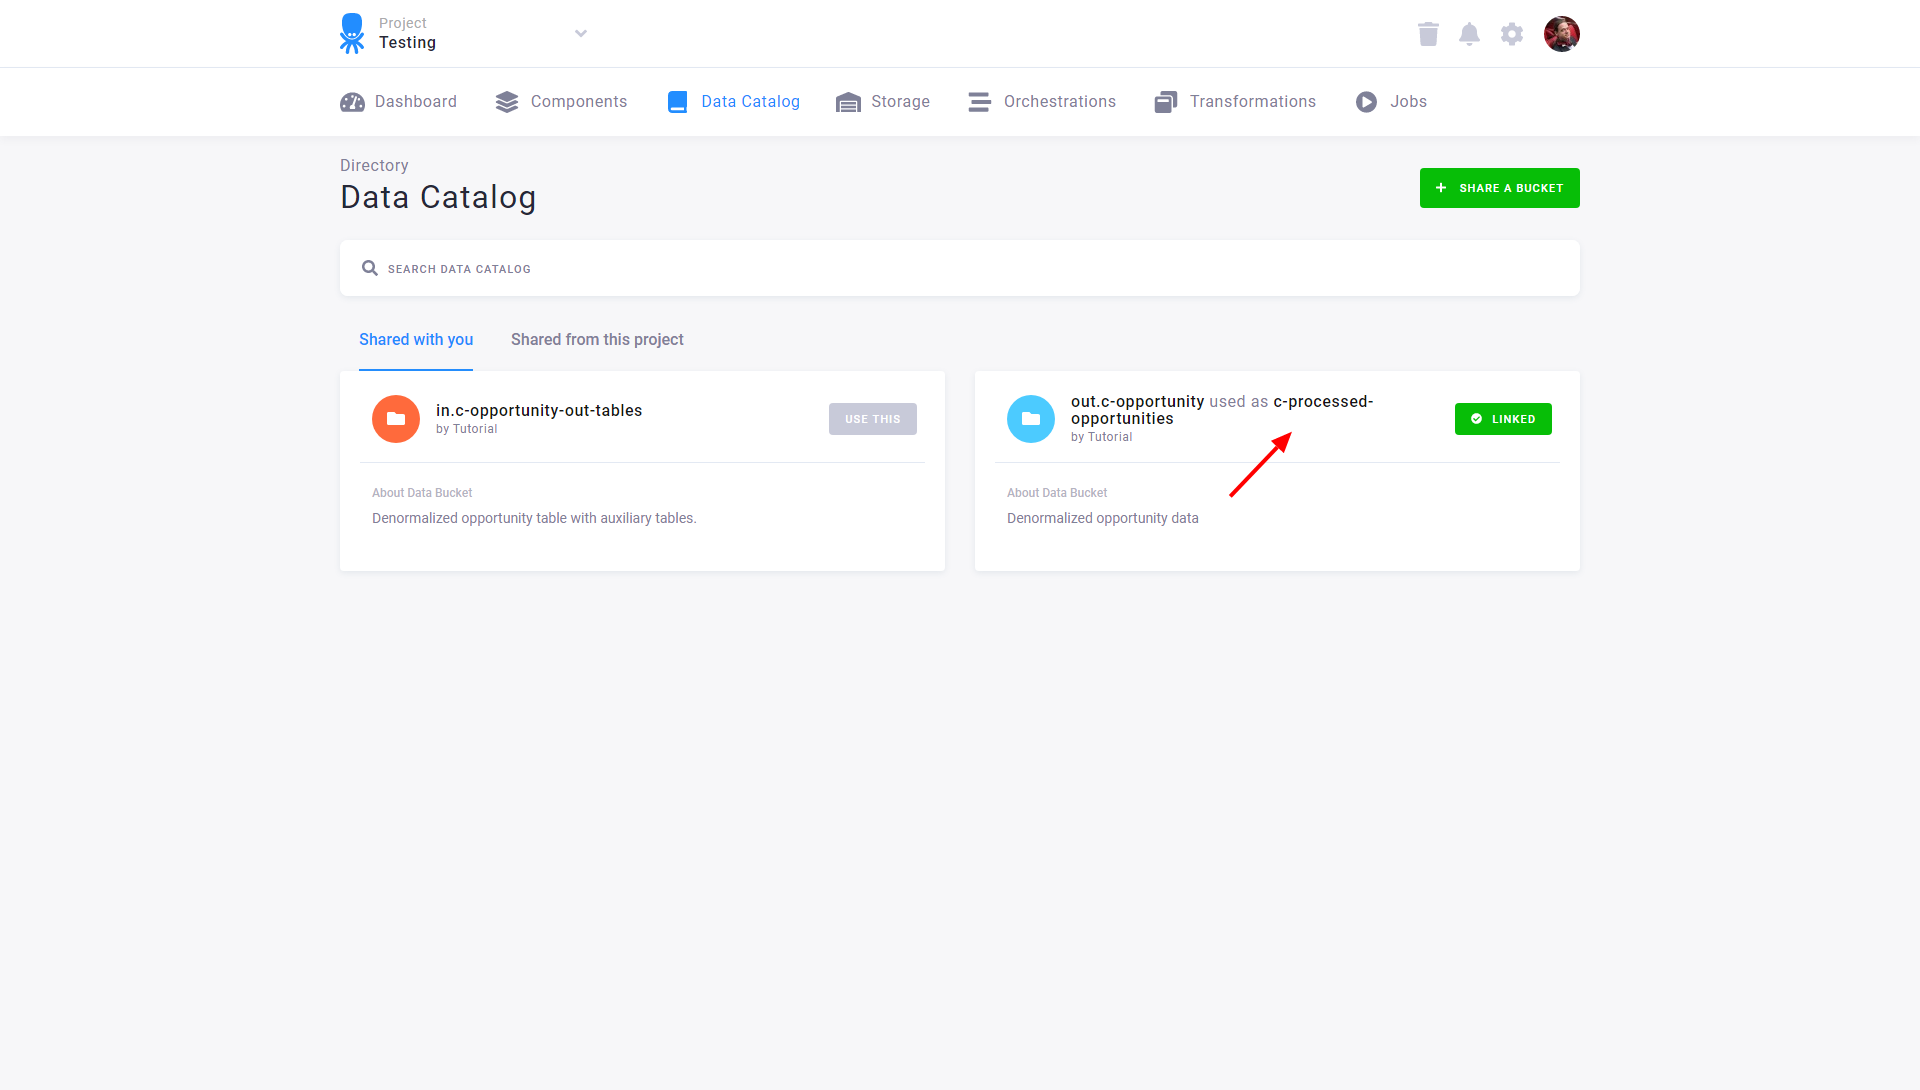 Project
Testing
Dashboard
Components
Data Catalog
Storage
Orchestrations
Transformations
Jobs
Directory
Data Catalog
SHARE A BUCKET
SEARCH DATA CATALOG
Shared with you
Shared from this project
in.c-opportunity-out-tables
by Tutorial
USE THIS
About Data Bucket
Denormalized opportunity table with auxiliary tables.
out.c-opportunity used as c-processed-
opportunities
by Tutorial
LINKED
About Data Bucket
Denormalized opportunity data